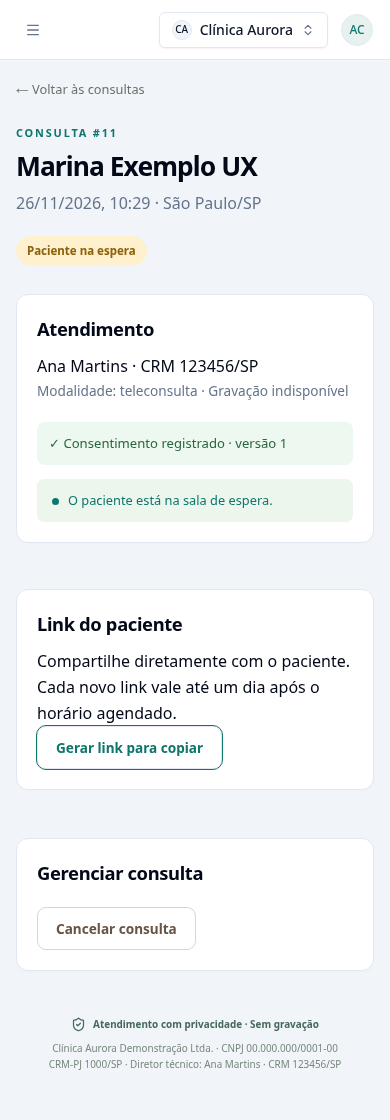 CA Clínica Aurora AC
← Voltar às consultas
CONSULTA #11
Marina Exemplo UX
26/11/2026, 10:29 · São Paulo/SP
Paciente na espera
Atendimento
Ana Martins · CRM 123456/SP
Modalidade: teleconsulta · Gravação indisponível
✓ Consentimento registrado · versão 1
● O paciente está na sala de espera.
Link do paciente
Compartilhe diretamente com o paciente.
Cada novo link vale até um dia após o
horário agendado.
Gerar link para copiar
Gerenciar consulta
Cancelar consulta
Atendimento com privacidade · Sem gravação
Clínica Aurora Demonstração Ltda. · CNPJ 00.000.000/0001-00
CRM-PJ 1000/SP · Diretor técnico: Ana Martins · CRM 123456/SP